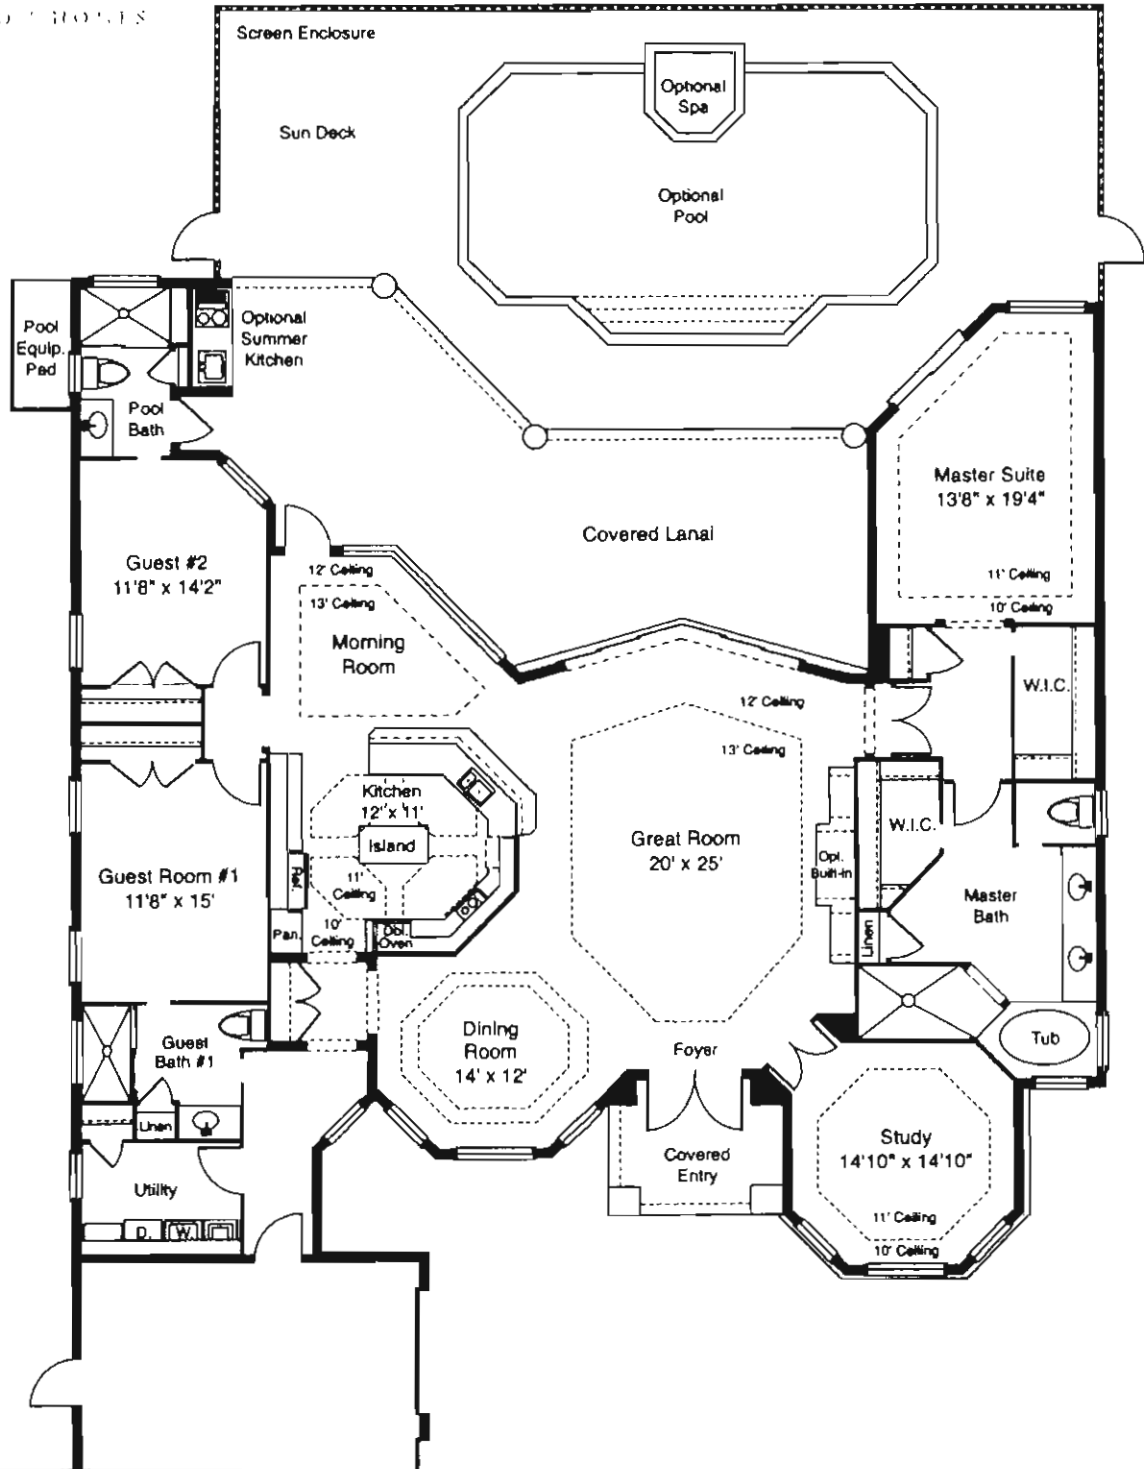 Screen Enclosure
Optional
Spa
Sun Deck
Optional
Pool
Optional
Summer
Kitchen
Pool
Equip.
Pad
Pool
Bath
Master Suite
13'8" x 19'4"
11' Ceiling
10' Ceiling
Covered Lanai
Guest #2
11'8" x 14'2"
12' Ceiling
13' Ceiling
Morning
Room
W.I.C.
12' Ceiling
13' Ceiling
Kitchen
12' x 11'
Island
11'
Ceiling
Ref.
Pan.
10'
Ceiling
Dbl.
Oven
Great Room
20' x 25'
Opt.
Built-in
W.I.C.
Master
Bath
Linen
Guest Room #1
11'8" x 15'
Dining
Room
14' x 12'
Foyer
Tub
Guest
Bath #1
Linen
Covered
Entry
Study
14'10" x 14'10"
11' Ceiling
10' Ceiling
Utility
D.
W.